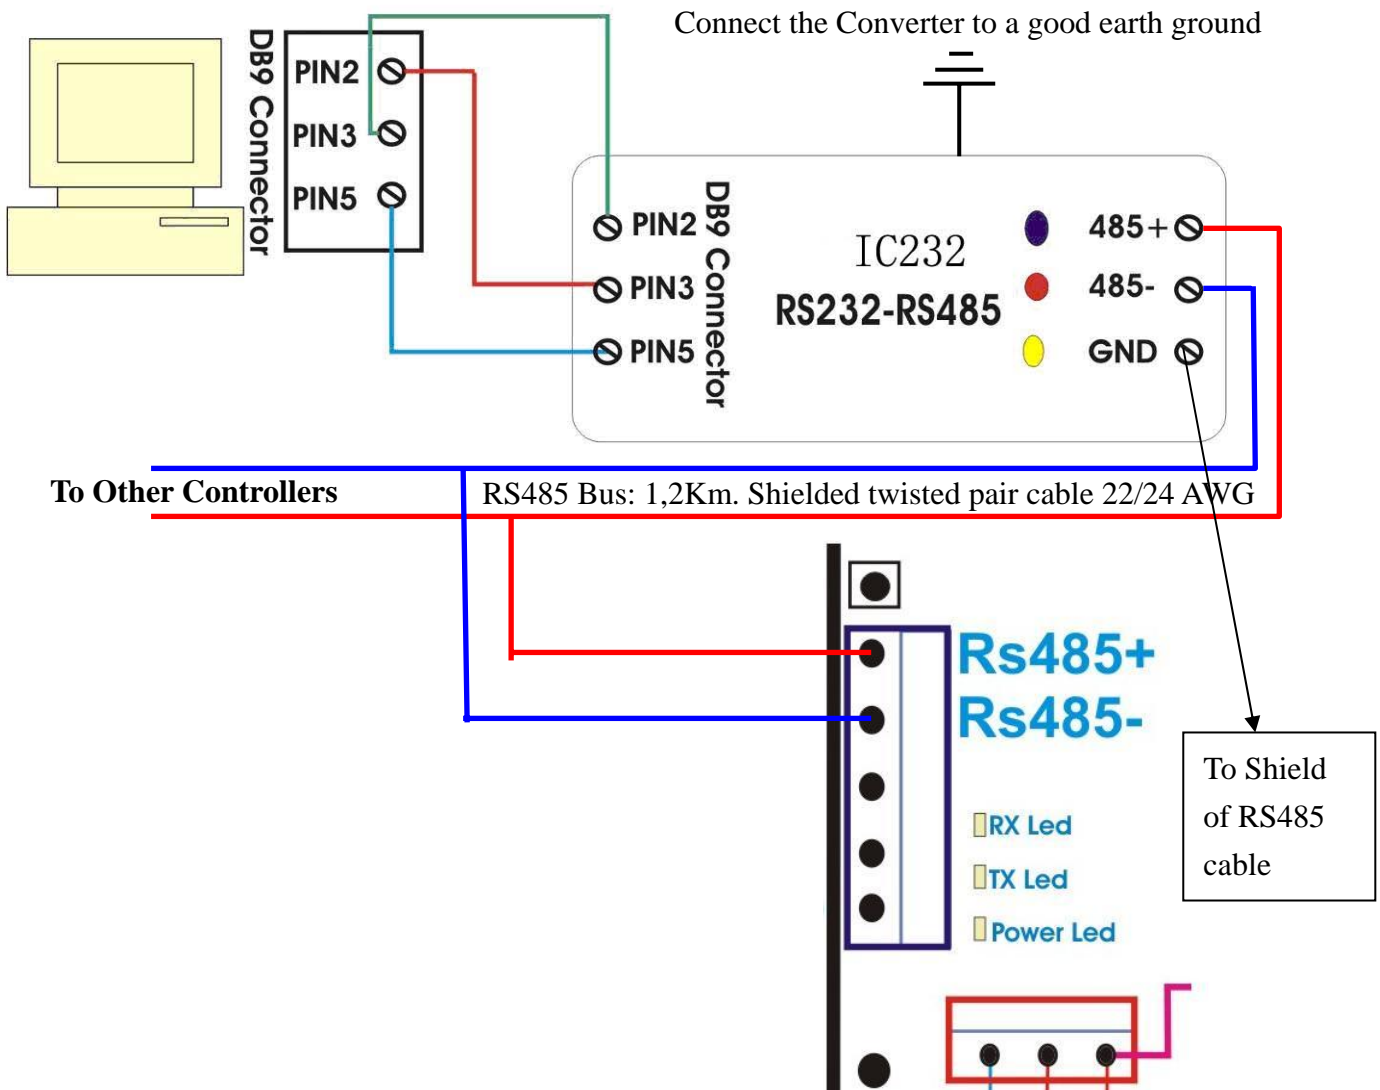 Connect the Converter to a good earth ground
DB9 Connector
PIN2
PIN3
PIN5
PIN2
PIN3
PIN5
DB9 Connector
IC232
RS232-RS485
485+
485-
GND
To Other Controllers
RS485 Bus: 1,2Km. Shielded twisted pair cable 22/24 AWG
Rs485+
Rs485-
RX Led
TX Led
Power Led
To Shield
of RS485
cable